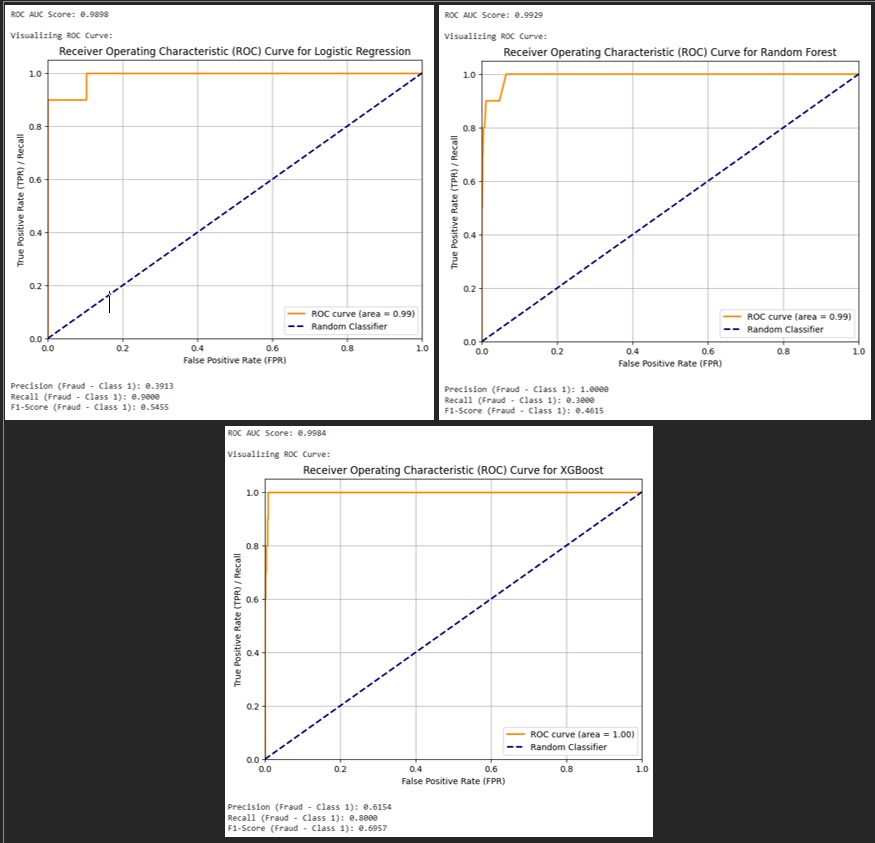 ROC AUC Score: 0.9898
Visualizing ROC Curve:
Receiver Operating Characteristic (ROC) Curve for Logistic Regression
1.0
0.8
0.6
0.4
0.2
0.0
True Positive Rate (TPR) / Recall
0.0 0.2 0.4 0.6 0.8 1.0
False Positive Rate (FPR)
ROC curve (area = 0.99)
Random Classifier
Precision (Fraud - Class 1): 0.3913
Recall (Fraud - Class 1): 0.9000
F1-Score (Fraud - Class 1): 0.5455
ROC AUC Score: 0.9929
Visualizing ROC Curve:
Receiver Operating Characteristic (ROC) Curve for Random Forest
1.0
0.8
0.6
0.4
0.2
0.0
True Positive Rate (TPR) / Recall
0.0 0.2 0.4 0.6 0.8 1.0
False Positive Rate (FPR)
ROC curve (area = 0.99)
Random Classifier
Precision (Fraud - Class 1): 1.0000
Recall (Fraud - Class 1): 0.3000
F1-Score (Fraud - Class 1): 0.4615
ROC AUC Score: 0.9984
Visualizing ROC Curve:
Receiver Operating Characteristic (ROC) Curve for XGBoost
1.0
0.8
0.6
0.4
0.2
0.0
True Positive Rate (TPR) / Recall
0.0 0.2 0.4 0.6 0.8 1.0
False Positive Rate (FPR)
ROC curve (area = 1.00)
Random Classifier
Precision (Fraud - Class 1): 0.6154
Recall (Fraud - Class 1): 0.8000
F1-Score (Fraud - Class 1): 0.6957